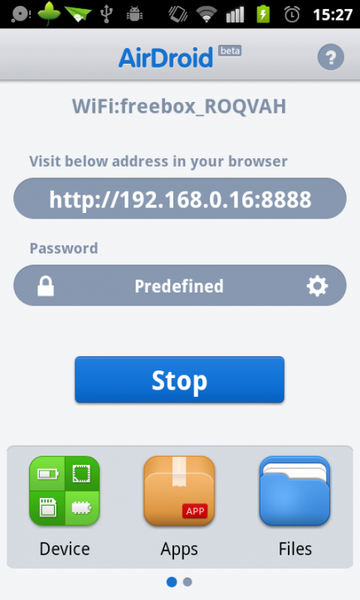 15:27
AirDroid beta
?
WiFi:freebox_ROQVAH
Visit below address in your browser
http://192.168.0.16:8888
Password
Predefined
Stop
APP
Device Apps Files